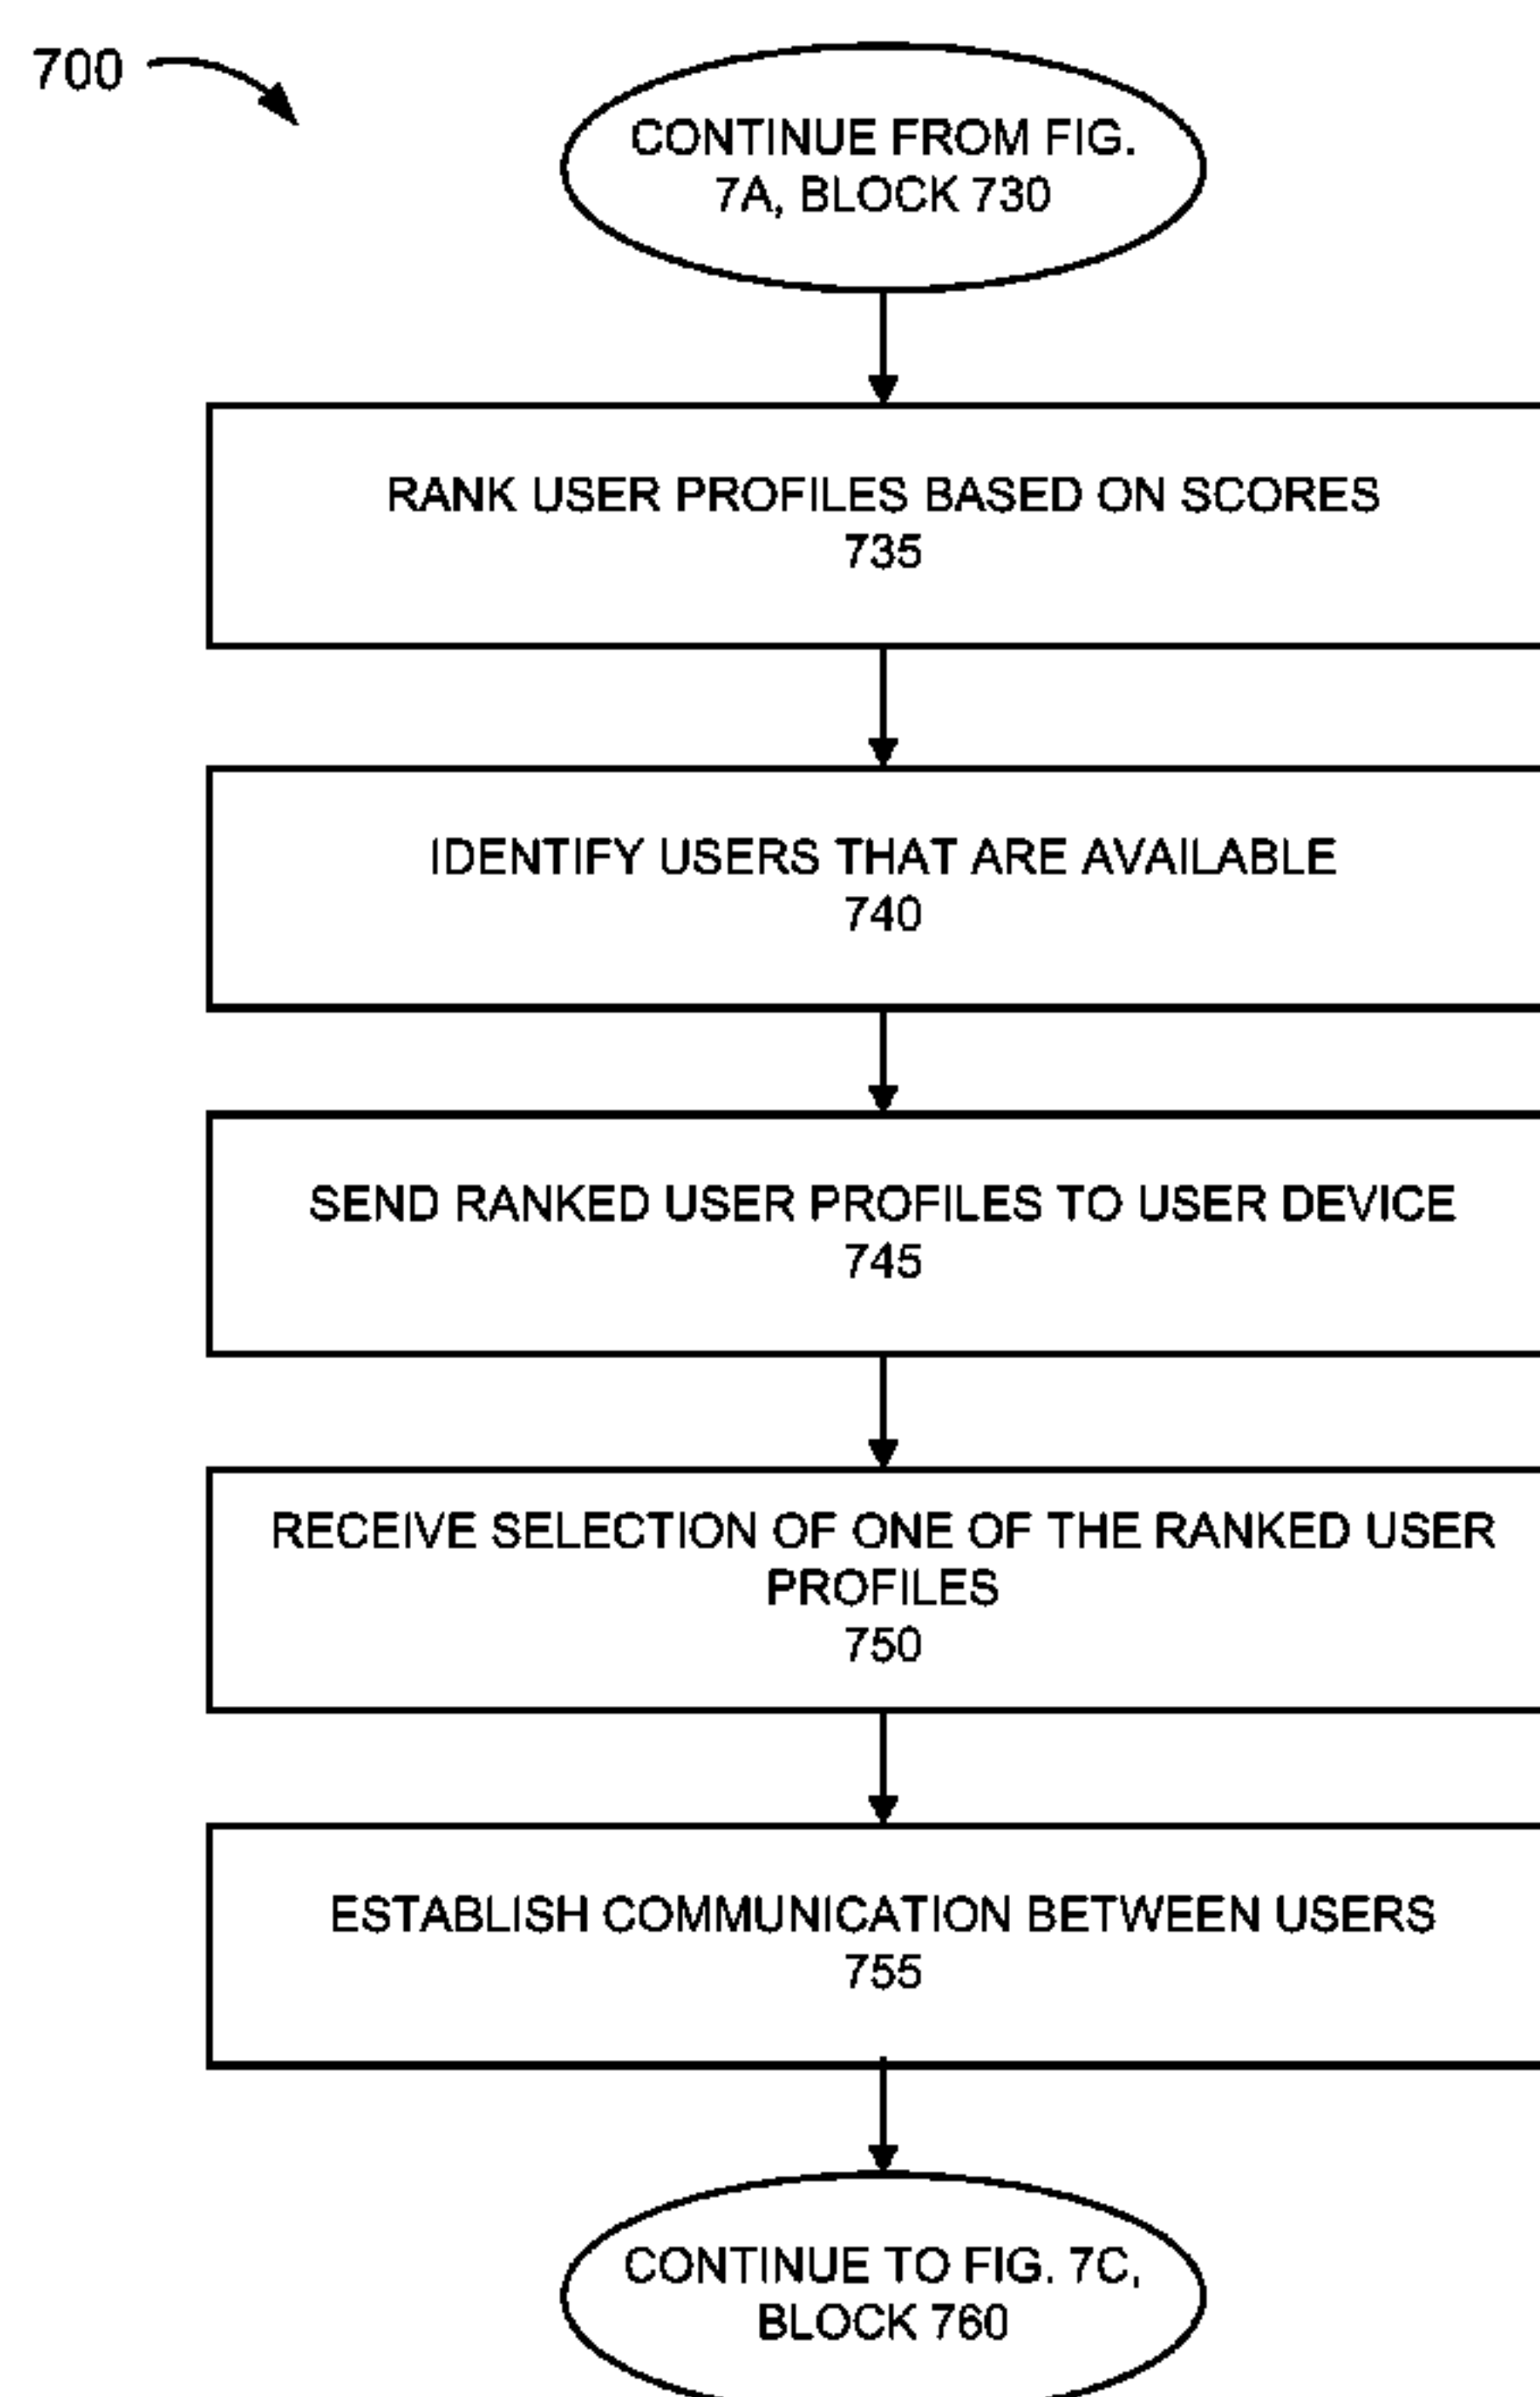 700
CONTINUE FROM FIG.
7A, BLOCK 730
RANK USER PROFILES BASED ON SCORES
735
IDENTIFY USERS THAT ARE AVAILABLE
740
SEND RANKED USER PROFILES TO USER DEVICE
745
RECEIVE SELECTION OF ONE OF THE RANKED USER
PROFILES
750
ESTABLISH COMMUNICATION BETWEEN USERS
755
CONTINUE TO FIG. 7C,
BLOCK 760